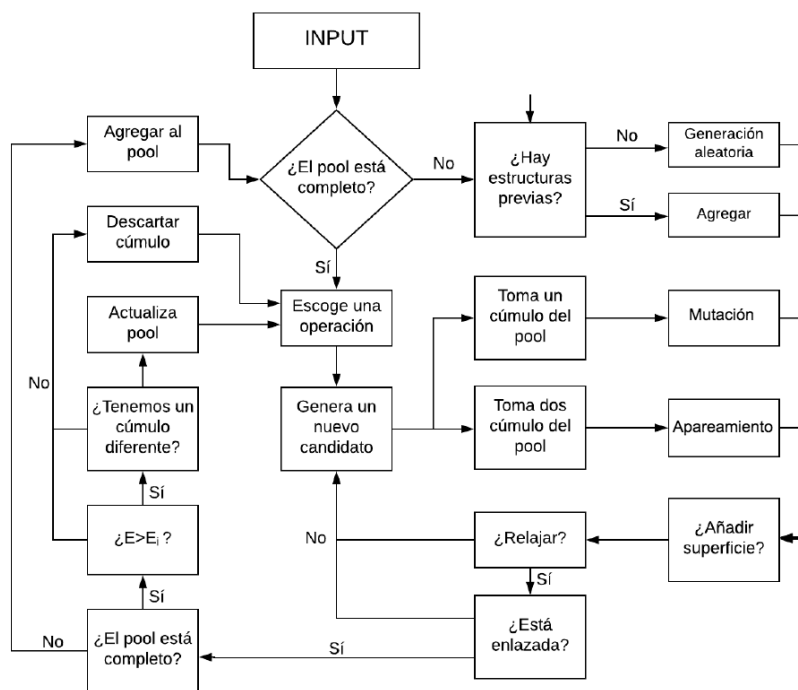 INPUT
Agregar al
pool
¿El pool está
completo?
No
¿Hay
estructuras
previas?
No
Generación
aleatoria
Sí
Agregar
Descartar
cúmulo
Sí
Escoge una
operación
Actualiza
pool
Toma un
cúmulo del
pool
Mutación
No
¿Tenemos un
cúmulo
diferente?
Genera un
nuevo
candidato
Toma dos
cúmulo del
pool
Apareamiento
Sí
¿E>Eᵢ ?
No
¿Relajar?
¿Añadir
superficie?
Sí
Sí
No
¿El pool está
completo?
Sí
¿Está
enlazada?